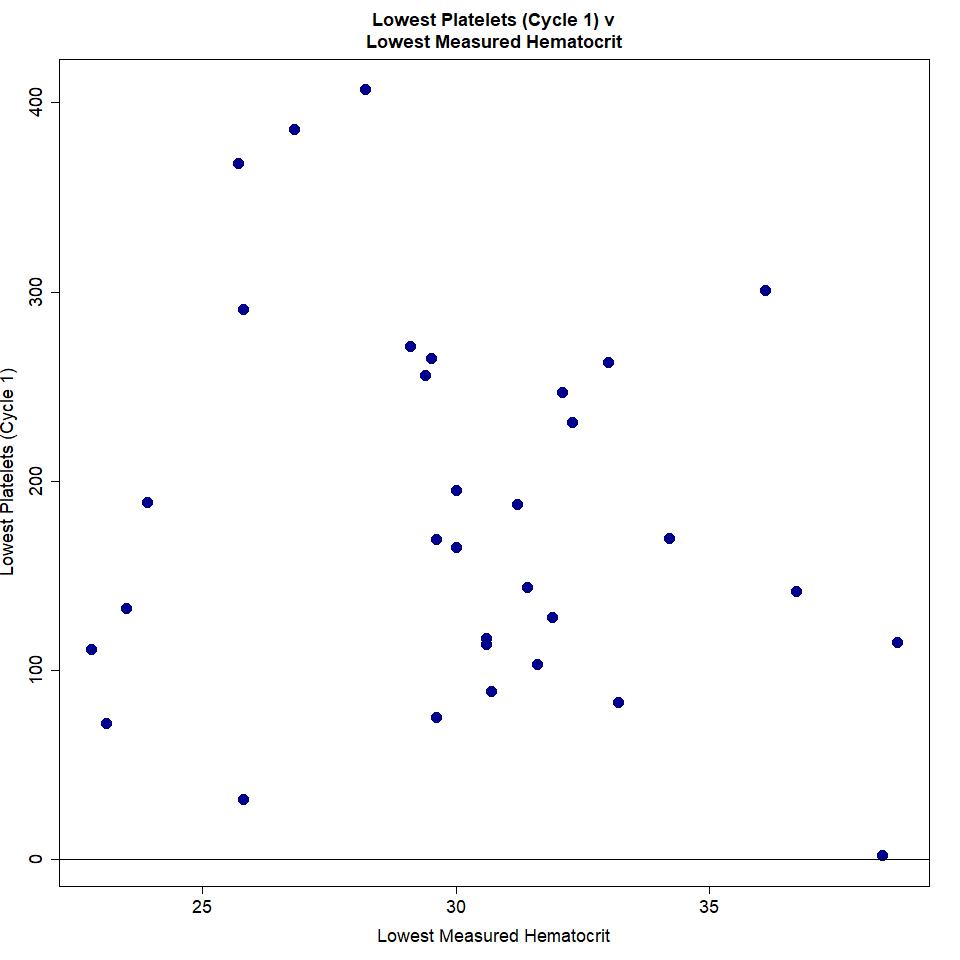 Lowest Platelets (Cycle 1) v
Lowest Measured Hematocrit
400
300
200
100
0
Lowest Platelets (Cycle 1)
25 30 35
Lowest Measured Hematocrit